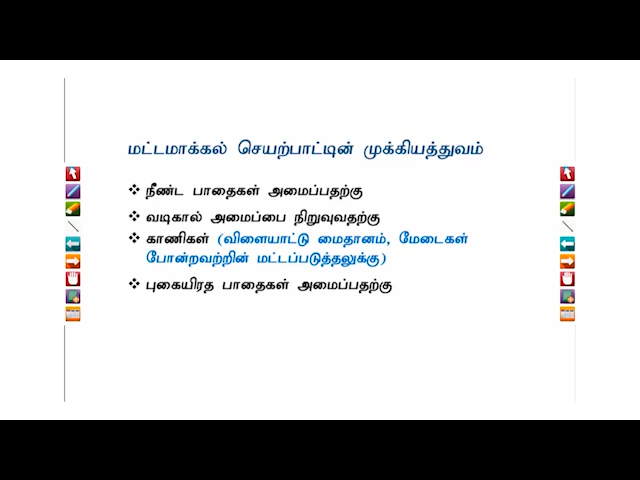 மட்டமாக்கல் செயற்பாட்டின் முக்கியத்துவம்
❖ நீண்ட பாதைகள் அமைப்பதற்கு
❖ வடிகால் அமைப்பை நிறுவுவதற்கு
❖ காணிகள் (விளையாட்டு மைதானம், மேடைகள்
போன்றவற்றின் மட்டப்படுத்தலுக்கு)
❖ புகையிரத பாதைகள் அமைப்பதற்கு